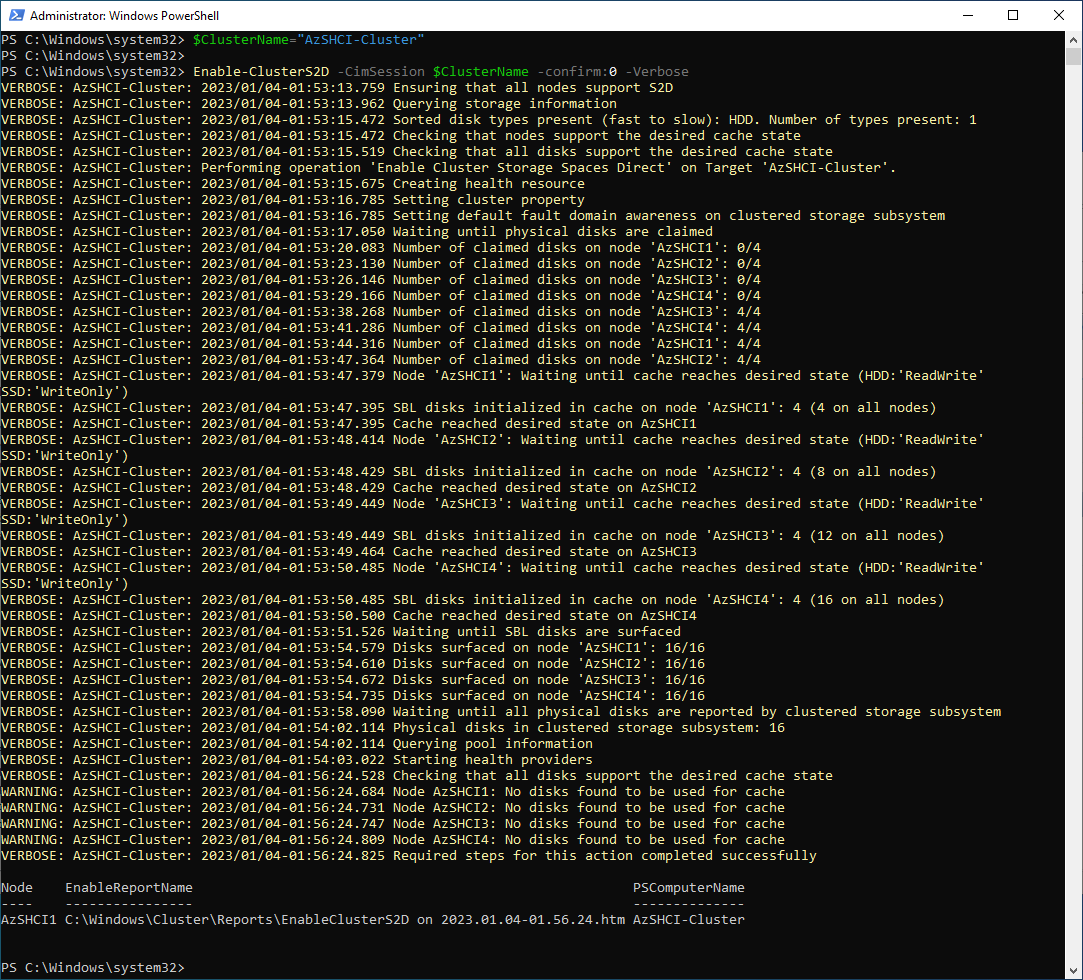 Administrator: Windows PowerShell
PS C:\Windows\system32> $ClusterName="AzSHCI-Cluster"
PS C:\Windows\system32>
PS C:\Windows\system32> Enable-ClusterS2D -CimSession $ClusterName -confirm:0 -Verbose
VERBOSE: AzSHCI-Cluster: 2023/01/04-01:53:13.759 Ensuring that all nodes support S2D
VERBOSE: AzSHCI-Cluster: 2023/01/04-01:53:13.962 Querying storage information
VERBOSE: AzSHCI-Cluster: 2023/01/04-01:53:15.472 Sorted disk types present (fast to slow): HDD. Number of types present: 1
VERBOSE: AzSHCI-Cluster: 2023/01/04-01:53:15.472 Checking that nodes support the desired cache state
VERBOSE: AzSHCI-Cluster: 2023/01/04-01:53:15.519 Checking that all disks support the desired cache state
VERBOSE: AzSHCI-Cluster: Performing operation 'Enable Cluster Storage Spaces Direct' on Target 'AzSHCI-Cluster'.
VERBOSE: AzSHCI-Cluster: 2023/01/04-01:53:15.675 Creating health resource
VERBOSE: AzSHCI-Cluster: 2023/01/04-01:53:16.785 Setting cluster property
VERBOSE: AzSHCI-Cluster: 2023/01/04-01:53:16.785 Setting default fault domain awareness on clustered storage subsystem
VERBOSE: AzSHCI-Cluster: 2023/01/04-01:53:17.050 Waiting until physical disks are claimed
VERBOSE: AzSHCI-Cluster: 2023/01/04-01:53:20.083 Number of claimed disks on node 'AzSHCI1': 0/4
VERBOSE: AzSHCI-Cluster: 2023/01/04-01:53:23.130 Number of claimed disks on node 'AzSHCI2': 0/4
VERBOSE: AzSHCI-Cluster: 2023/01/04-01:53:26.146 Number of claimed disks on node 'AzSHCI3': 0/4
VERBOSE: AzSHCI-Cluster: 2023/01/04-01:53:29.166 Number of claimed disks on node 'AzSHCI4': 0/4
VERBOSE: AzSHCI-Cluster: 2023/01/04-01:53:38.268 Number of claimed disks on node 'AzSHCI3': 4/4
VERBOSE: AzSHCI-Cluster: 2023/01/04-01:53:41.286 Number of claimed disks on node 'AzSHCI4': 4/4
VERBOSE: AzSHCI-Cluster: 2023/01/04-01:53:44.316 Number of claimed disks on node 'AzSHCI1': 4/4
VERBOSE: AzSHCI-Cluster: 2023/01/04-01:53:47.364 Number of claimed disks on node 'AzSHCI2': 4/4
VERBOSE: AzSHCI-Cluster: 2023/01/04-01:53:47.379 Node 'AzSHCI1': Waiting until cache reaches desired state (HDD:'ReadWrite'
SSD:'WriteOnly')
VERBOSE: AzSHCI-Cluster: 2023/01/04-01:53:47.395 SBL disks initialized in cache on node 'AzSHCI1': 4 (4 on all nodes)
VERBOSE: AzSHCI-Cluster: 2023/01/04-01:53:47.395 Cache reached desired state on AzSHCI1
VERBOSE: AzSHCI-Cluster: 2023/01/04-01:53:48.414 Node 'AzSHCI2': Waiting until cache reaches desired state (HDD:'ReadWrite'
SSD:'WriteOnly')
VERBOSE: AzSHCI-Cluster: 2023/01/04-01:53:48.429 SBL disks initialized in cache on node 'AzSHCI2': 4 (8 on all nodes)
VERBOSE: AzSHCI-Cluster: 2023/01/04-01:53:48.429 Cache reached desired state on AzSHCI2
VERBOSE: AzSHCI-Cluster: 2023/01/04-01:53:49.449 Node 'AzSHCI3': Waiting until cache reaches desired state (HDD:'ReadWrite'
SSD:'WriteOnly')
VERBOSE: AzSHCI-Cluster: 2023/01/04-01:53:49.449 SBL disks initialized in cache on node 'AzSHCI3': 4 (12 on all nodes)
VERBOSE: AzSHCI-Cluster: 2023/01/04-01:53:49.464 Cache reached desired state on AzSHCI3
VERBOSE: AzSHCI-Cluster: 2023/01/04-01:53:50.485 Node 'AzSHCI4': Waiting until cache reaches desired state (HDD:'ReadWrite'
SSD:'WriteOnly')
VERBOSE: AzSHCI-Cluster: 2023/01/04-01:53:50.485 SBL disks initialized in cache on node 'AzSHCI4': 4 (16 on all nodes)
VERBOSE: AzSHCI-Cluster: 2023/01/04-01:53:50.500 Cache reached desired state on AzSHCI4
VERBOSE: AzSHCI-Cluster: 2023/01/04-01:53:51.526 Waiting until SBL disks are surfaced
VERBOSE: AzSHCI-Cluster: 2023/01/04-01:53:54.579 Disks surfaced on node 'AzSHCI1': 16/16
VERBOSE: AzSHCI-Cluster: 2023/01/04-01:53:54.610 Disks surfaced on node 'AzSHCI2': 16/16
VERBOSE: AzSHCI-Cluster: 2023/01/04-01:53:54.672 Disks surfaced on node 'AzSHCI3': 16/16
VERBOSE: AzSHCI-Cluster: 2023/01/04-01:53:54.735 Disks surfaced on node 'AzSHCI4': 16/16
VERBOSE: AzSHCI-Cluster: 2023/01/04-01:53:58.090 Waiting until all physical disks are reported by clustered storage subsystem
VERBOSE: AzSHCI-Cluster: 2023/01/04-01:54:02.114 Physical disks in clustered storage subsystem: 16
VERBOSE: AzSHCI-Cluster: 2023/01/04-01:54:02.114 Querying pool information
VERBOSE: AzSHCI-Cluster: 2023/01/04-01:54:03.022 Starting health providers
VERBOSE: AzSHCI-Cluster: 2023/01/04-01:56:24.528 Checking that all disks support the desired cache state
WARNING: AzSHCI-Cluster: 2023/01/04-01:56:24.684 Node AzSHCI1: No disks found to be used for cache
WARNING: AzSHCI-Cluster: 2023/01/04-01:56:24.731 Node AzSHCI2: No disks found to be used for cache
WARNING: AzSHCI-Cluster: 2023/01/04-01:56:24.747 Node AzSHCI3: No disks found to be used for cache
WARNING: AzSHCI-Cluster: 2023/01/04-01:56:24.809 Node AzSHCI4: No disks found to be used for cache
VERBOSE: AzSHCI-Cluster: 2023/01/04-01:56:24.825 Required steps for this action completed successfully
Node    EnableReportName                                                       PSComputerName
----    ----------------                                                       --------------
AzSHCI1 C:\Windows\Cluster\Reports\EnableClusterS2D on 2023.01.04-01.56.24.htm AzSHCI-Cluster
PS C:\Windows\system32>